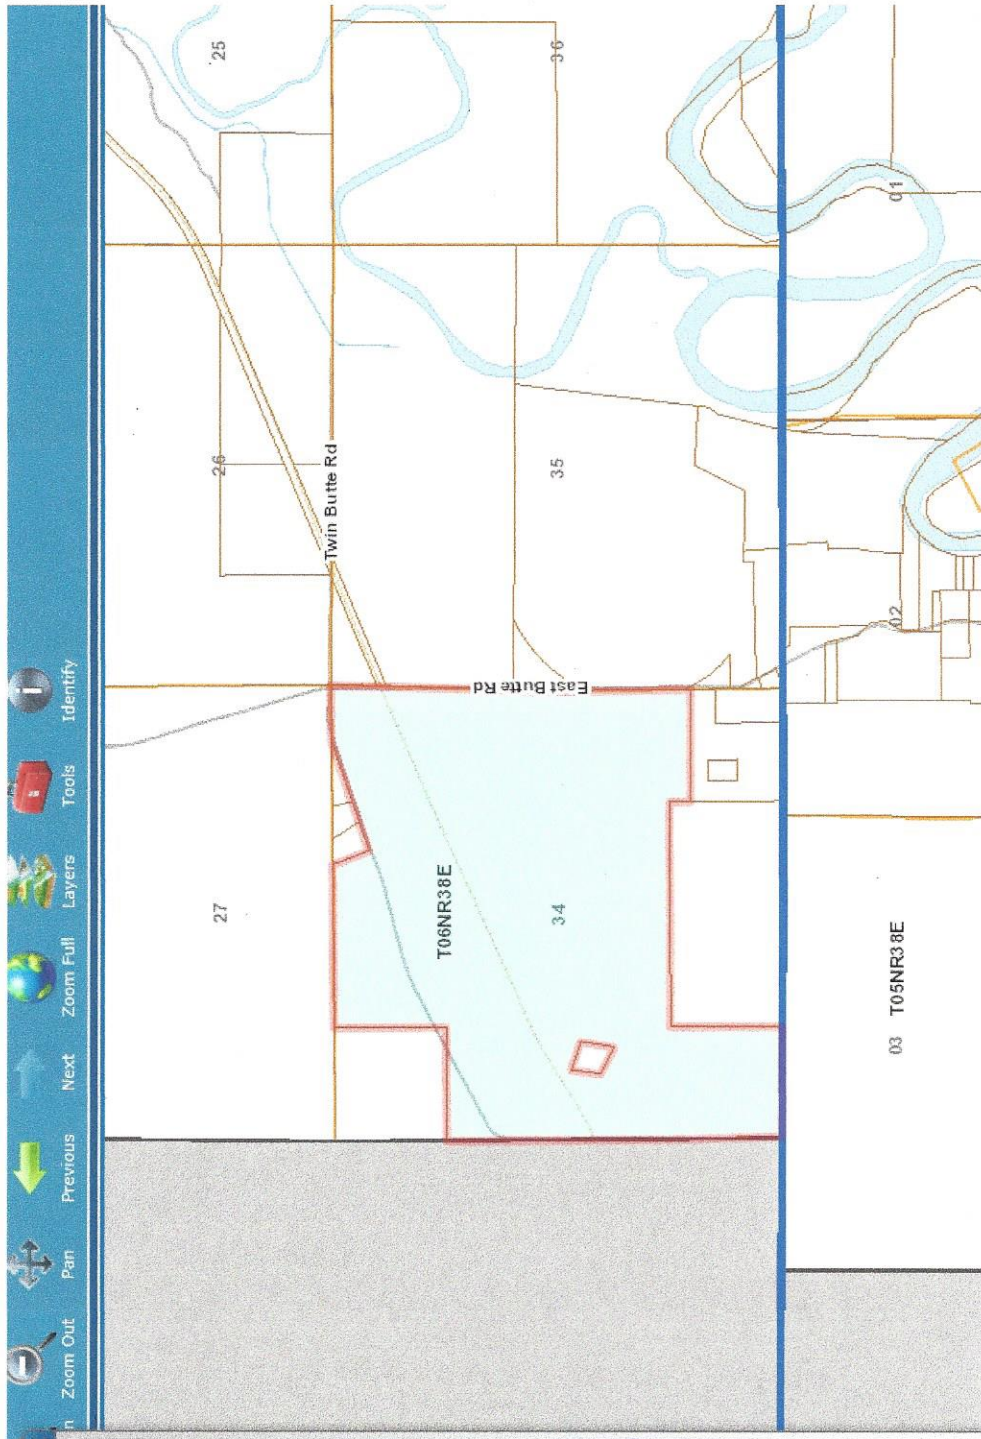 n
Zoom Out
Pan
Previous
Next
Zoom Full
Layers
Tools
Identify
27
26
25
Twin Butte Rd
T06NR38E
34
East Butte Rd
35
36
03
T05NR38E
02
01